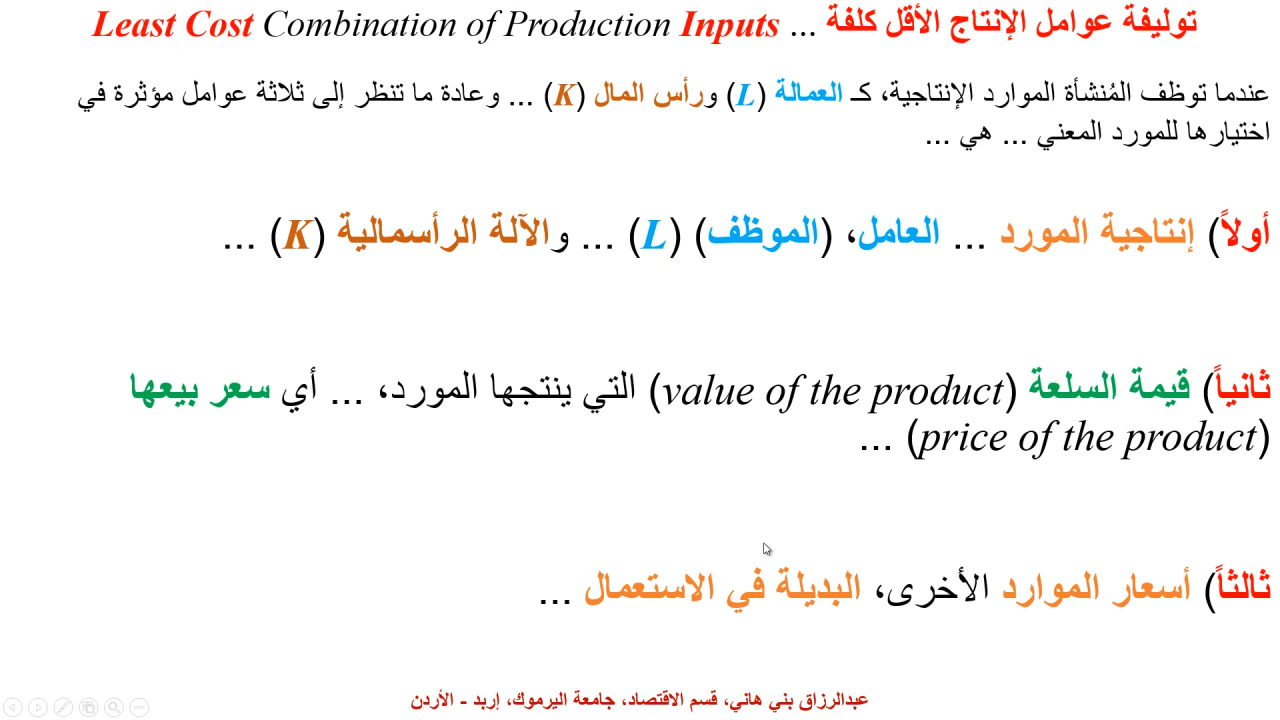 توليفة عوامل الإنتاج الأقل كلفة ... Least Cost Combination of Production Inputs
عندما توظف المُنشأة الموارد الإنتاجية، كـ العمالة (L) ورأس المال (K) ... وعادة ما تنظر إلى ثلاثة عوامل مؤثرة في
اختيارها للمورد المعني ... هي ...
أولاً) إنتاجية المورد ... العامل، (الموظف) (L) ... والآلة الرأسمالية (K) ...
ثانياً) قيمة السلعة (value of the product) التي ينتجها المورد، ... أي سعر بيعها
(price of the product) ...
ثالثاً) أسعار الموارد الأخرى، البديلة في الاستعمال ...
عبدالرزاق بني هاني، قسم الاقتصاد، جامعة اليرموك، إربد - الأردن